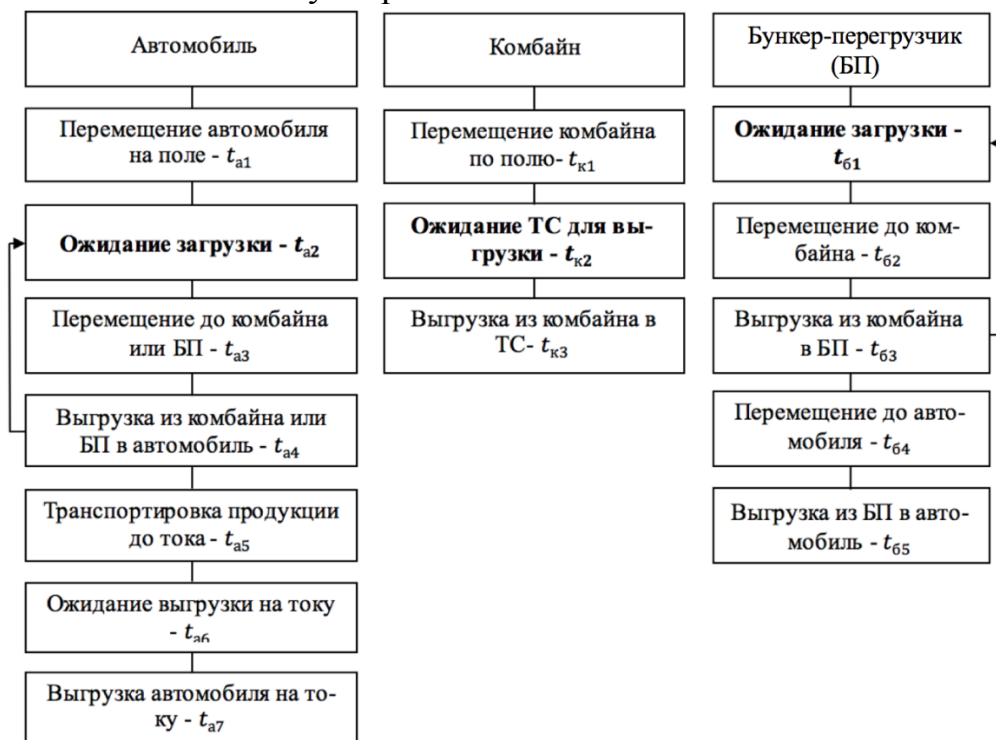 Автомобиль
Перемещение автомобиля
на поле - tа1
Ожидание загрузки - tа2
Перемещение до комбайна
или БП - tа3
Выгрузка из комбайна или
БП в автомобиль - tа4
Транспортировка продукции
до тока - tа5
Ожидание выгрузки на току
- tа6
Выгрузка автомобиля на то-
ку - tа7
Комбайн
Перемещение комбайна
по полю- tк1
Ожидание ТС для вы-
грузки - tк2
Выгрузка из комбайна в
ТС- tк3
Бункер-перегрузчик
(БП)
Ожидание загрузки -
tб1
Перемещение до ком-
байна - tб2
Выгрузка из комбайна
в БП - tб3
Перемещение до авто-
мобиля - tб4
Выгрузка из БП в авто-
мобиль - tб5